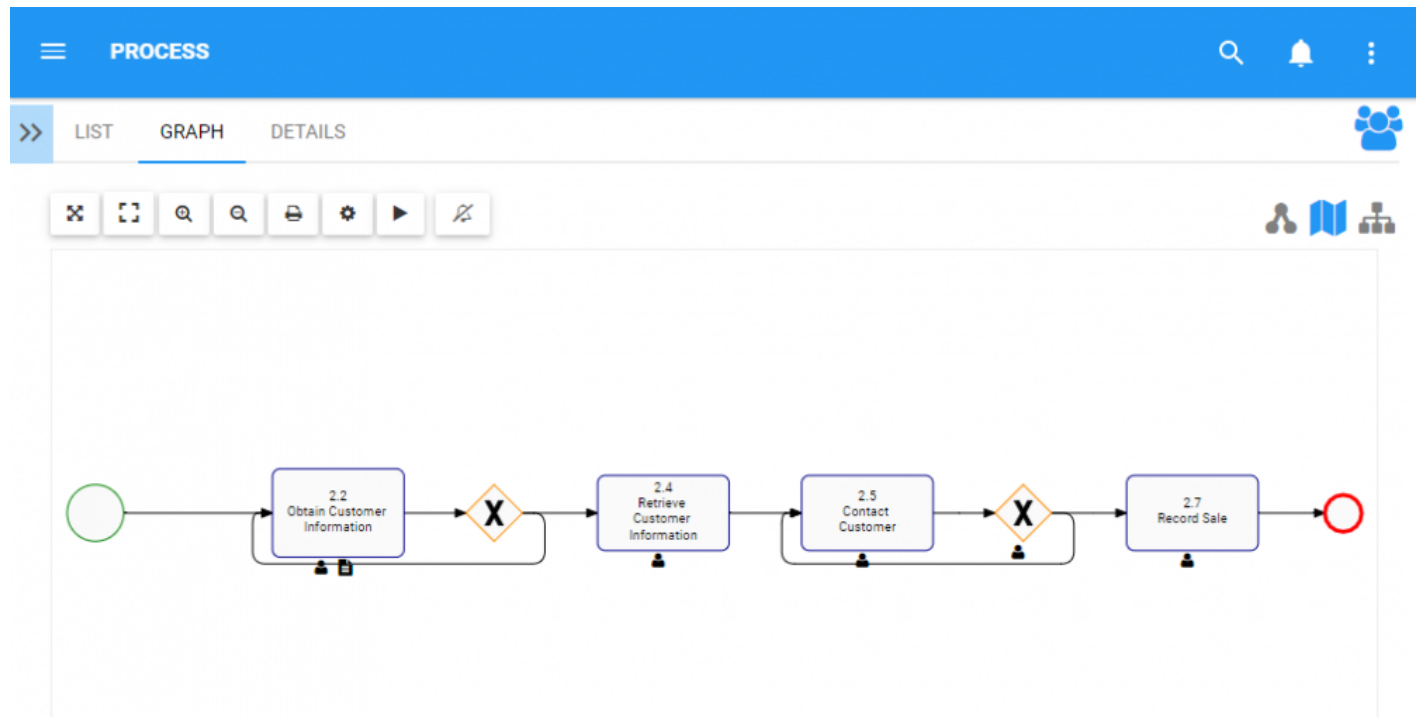 PROCESS
LIST GRAPH DETAILS
2.2
Obtain Customer
Information
X
2.4
Retrieve
Customer
Information
2.5
Contact
Customer
X
2.7
Record Sale